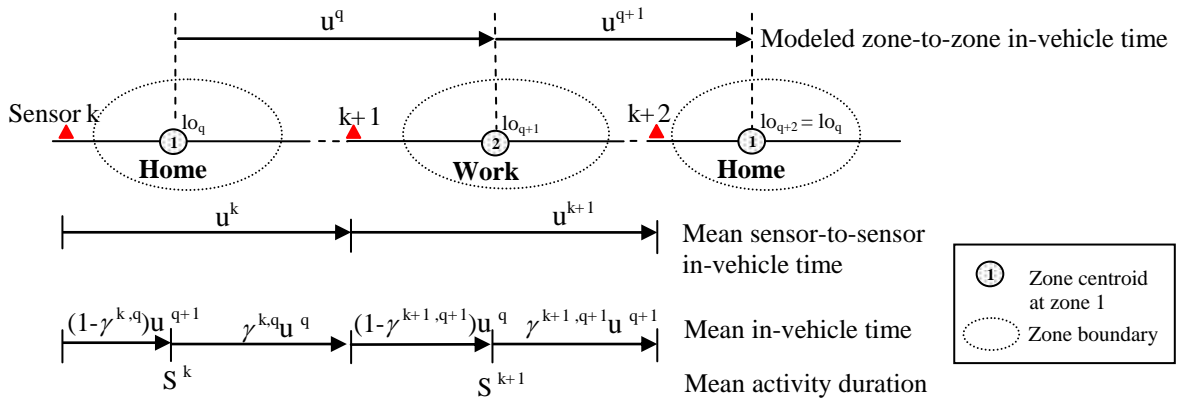 u^q u^{q+1} Modeled zone-to-zone in-vehicle time
Sensor k k+1 k+2
lo_q lo_{q+1} lo_{q+2} = lo_q
1 2 1
Home Work Home
u^k u^{k+1} Mean sensor-to-sensor
in-vehicle time
(1-γ^{k,q})u^{q+1} γ^{k,q}u^q (1-γ^{k+1,q+1})u^q γ^{k+1,q+1}u^{q+1} Mean in-vehicle time
S^k S^{k+1} Mean activity duration
1 Zone centroid
at zone 1
Zone boundary